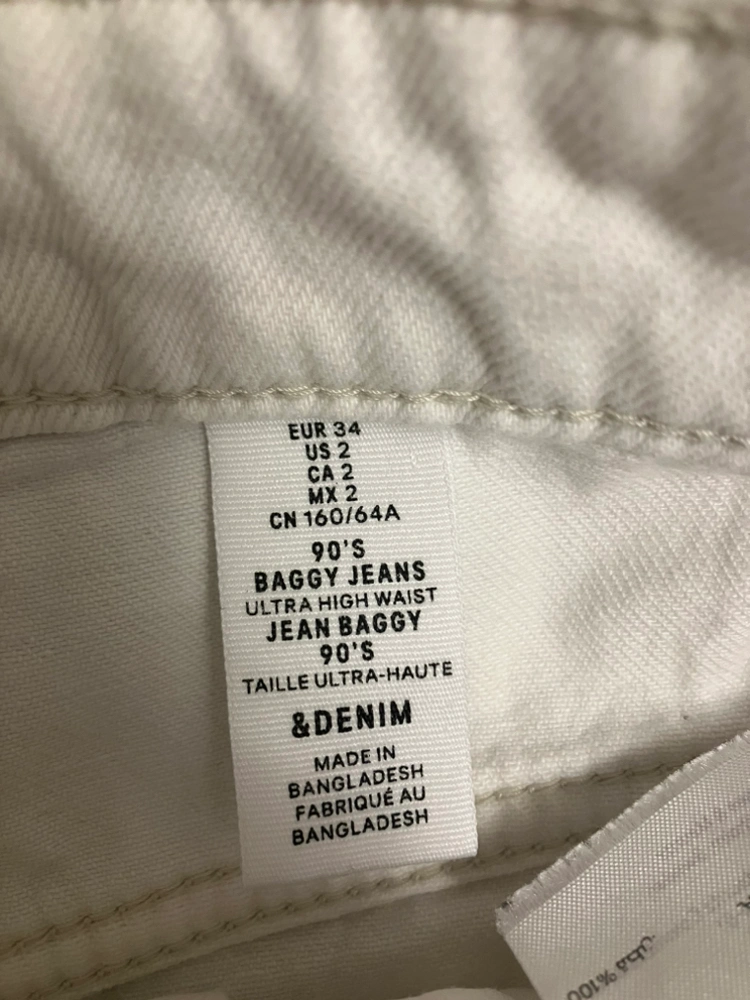 EUR 34
US 2
CA 2
MX 2
CN 160/64A
90'S
BAGGY JEANS
ULTRA HIGH WAIST
JEAN BAGGY
90'S
TAILLE ULTRA-HAUTE
&DENIM
MADE IN
BANGLADESH
FABRIQUÉ AU
BANGLADESH
100%